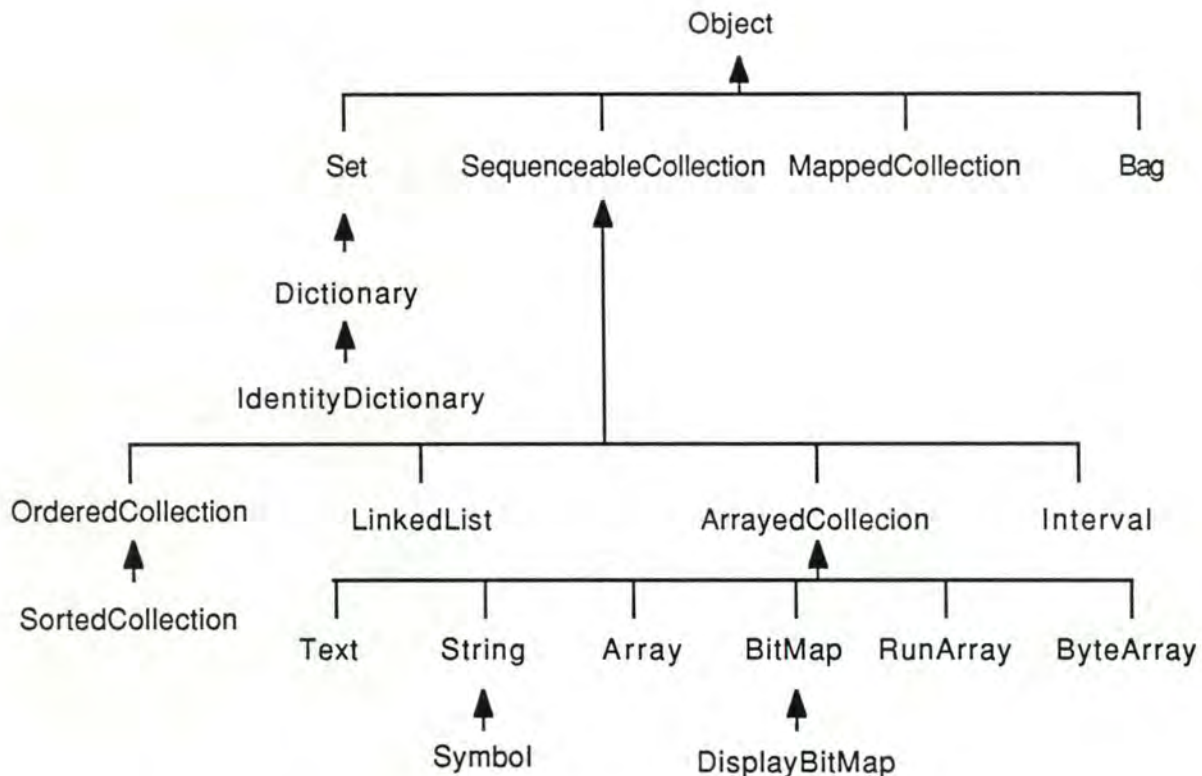 Object
Set SequenceableCollection MappedCollection Bag
Dictionary
IdentityDictionary
OrderedCollection LinkedList ArrayedCollecion Interval
SortedCollection
Text String Array BitMap RunArray ByteArray
Symbol DisplayBitMap